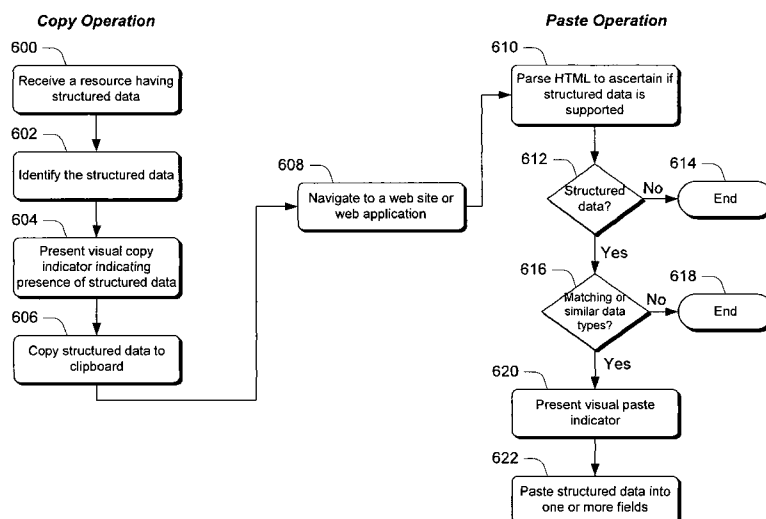 Copy Operation
600
Receive a resource having
structured data
602
Identify the structured data
604
Present visual copy
indicator indicating
presence of structured data
606
Copy structured data to
clipboard
608
Navigate to a web site or
web application
Paste Operation
610
Parse HTML to ascertain if
structured data is
supported
612
Structured
data?
No
614
End
Yes
616
Matching or
similar data
types?
No
618
End
Yes
620
Present visual paste
indicator
622
Paste structured data into
one or more fields